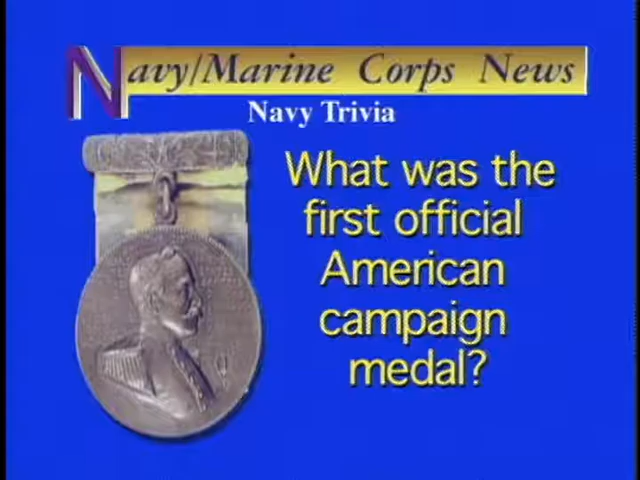 Navy/Marine Corps News
Navy Trivia
What was the
first official
American
campaign
medal?